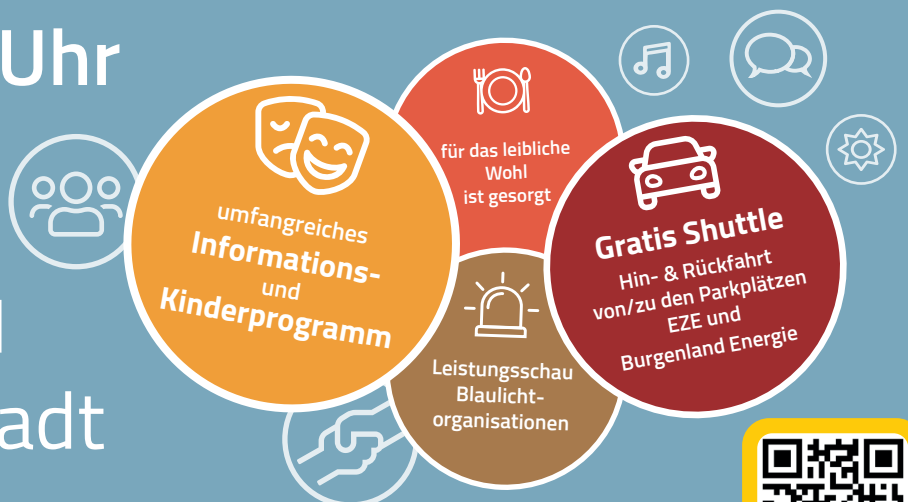 Uhr
adt
umfangreiches
Informations-
und
Kinderprogramm
für das leibliche
Wohl
ist gesorgt
Leistungsschau
Blaulicht-
organisationen
Gratis Shuttle
Hin- & Rückfahrt
von/zu den Parkplätzen
EZE und
Burgenland Energie